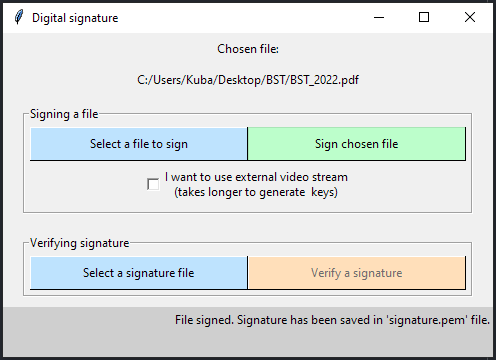 Digital signature
Chosen file:
C:/Users/Kuba/Desktop/BST/BST_2022.pdf
Signing a file
Select a file to sign
Sign chosen file
I want to use external video stream
(takes longer to generate  keys)
Verifying signature
Select a signature file
Verify a signature
File signed. Signature has been saved in 'signature.pem' file.